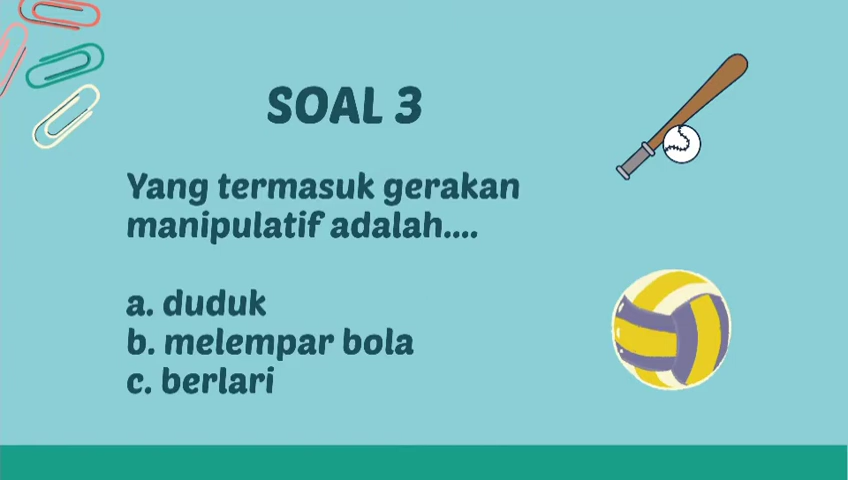 SOAL 3
Yang termasuk gerakan
manipulatif adalah....
a. duduk
b. melempar bola
c. berlari